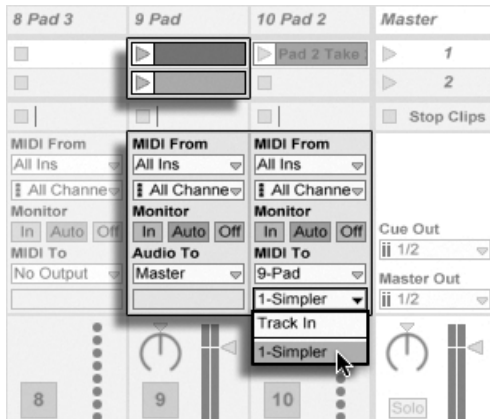 8 Pad 3
9 Pad
10 Pad 2
Master
Pad 2 Take
1
2
Stop Clips
MIDI From
All Ins
All Channe
Monitor
In Auto Off
MIDI To
No Output
MIDI From
All Ins
All Channe
Monitor
In Auto Off
Audio To
Master
MIDI From
All Ins
All Channe
Monitor
In Auto Off
MIDI To
9-Pad
1-Simpler
Track In
1-Simpler
Cue Out
ii 1/2
Master Out
ii 1/2
8
9
10
Solo